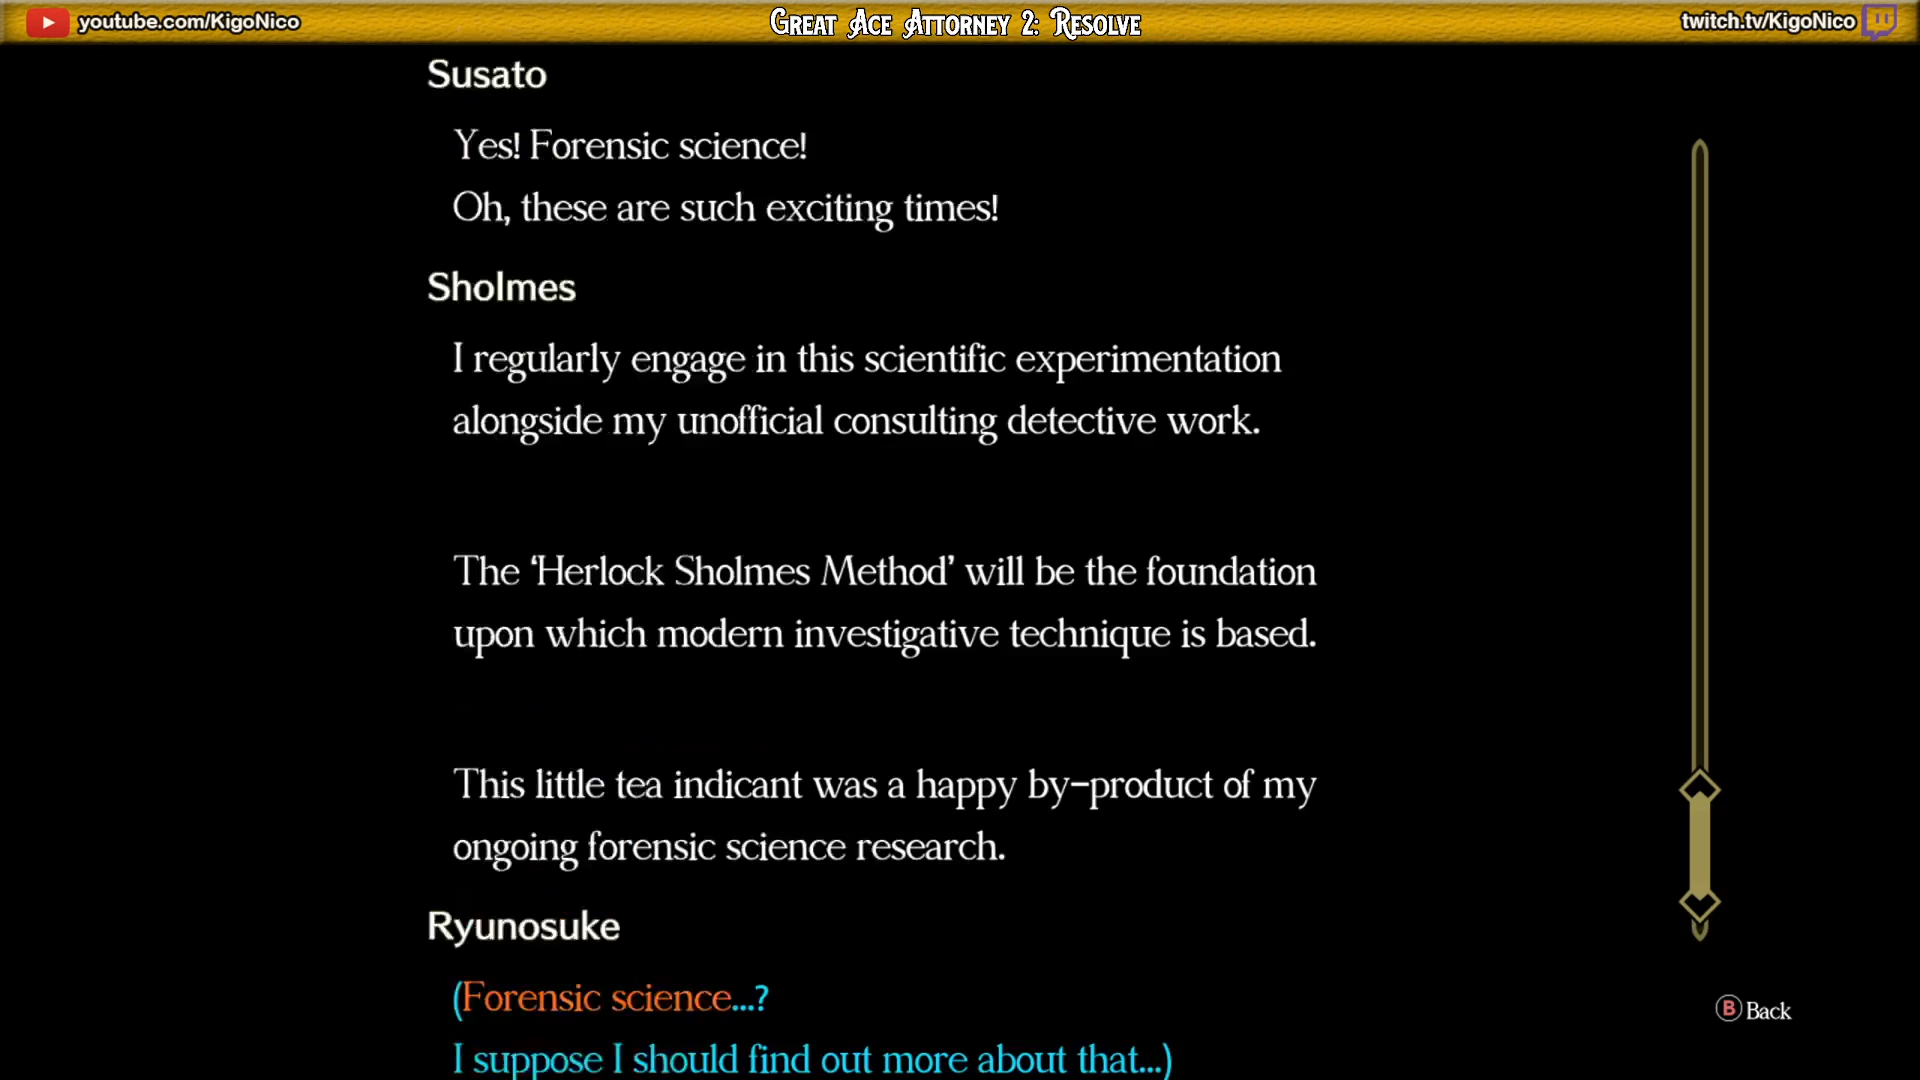 youtube.com/KigoNico
Great Ace Attorney 2: Resolve
twitch.tv/KigoNico
Susato
Yes! Forensic science!
Oh, these are such exciting times!
Sholmes
I regularly engage in this scientific experimentation
alongside my unofficial consulting detective work.
The ‘Herlock Sholmes Method’ will be the foundation
upon which modern investigative technique is based.
This little tea indicant was a happy by-product of my
ongoing forensic science research.
Ryunosuke
(Forensic science...?
I suppose I should find out more about that...)
B Back